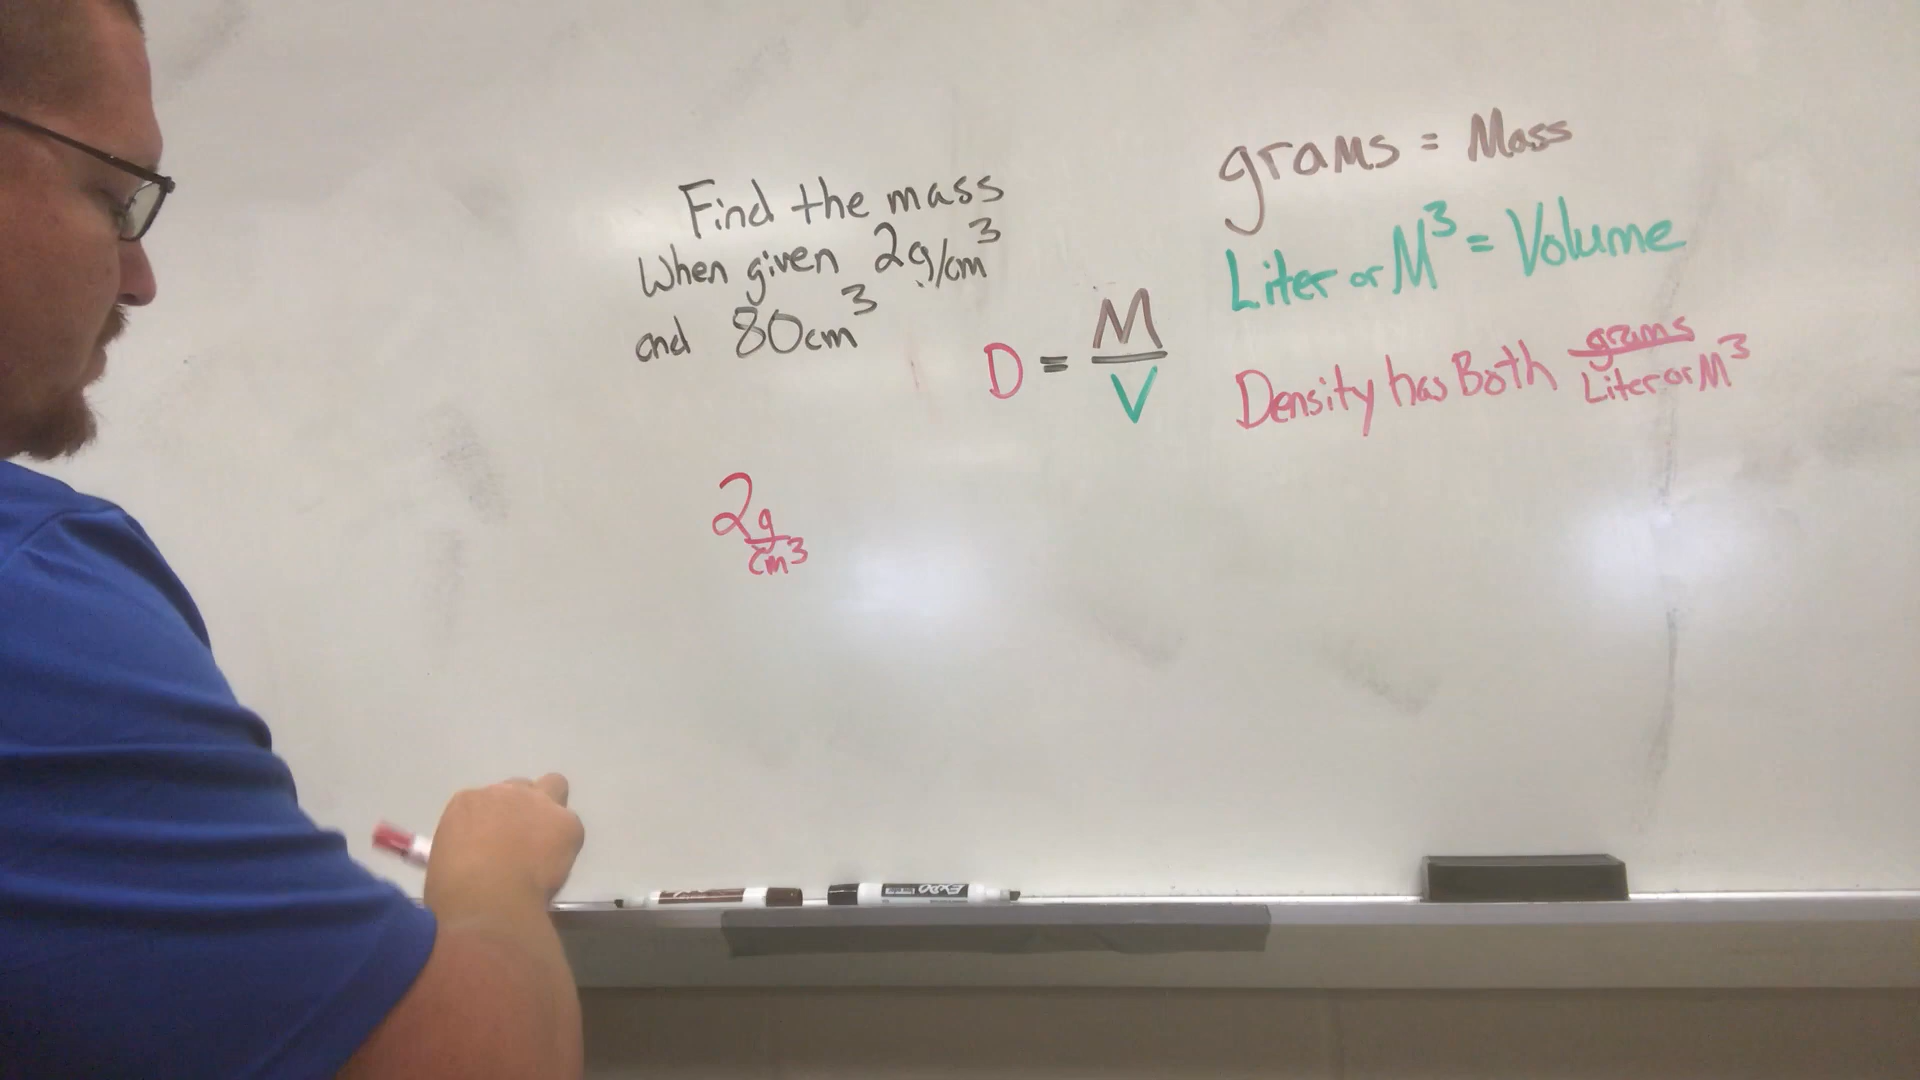 Find the mass
When given 2g/cm³
and 80cm³
D = M/V
grams = Mass
Liter or M³ = Volume
Density has Both grams/Liter or M³
2g/cm³
EXPO